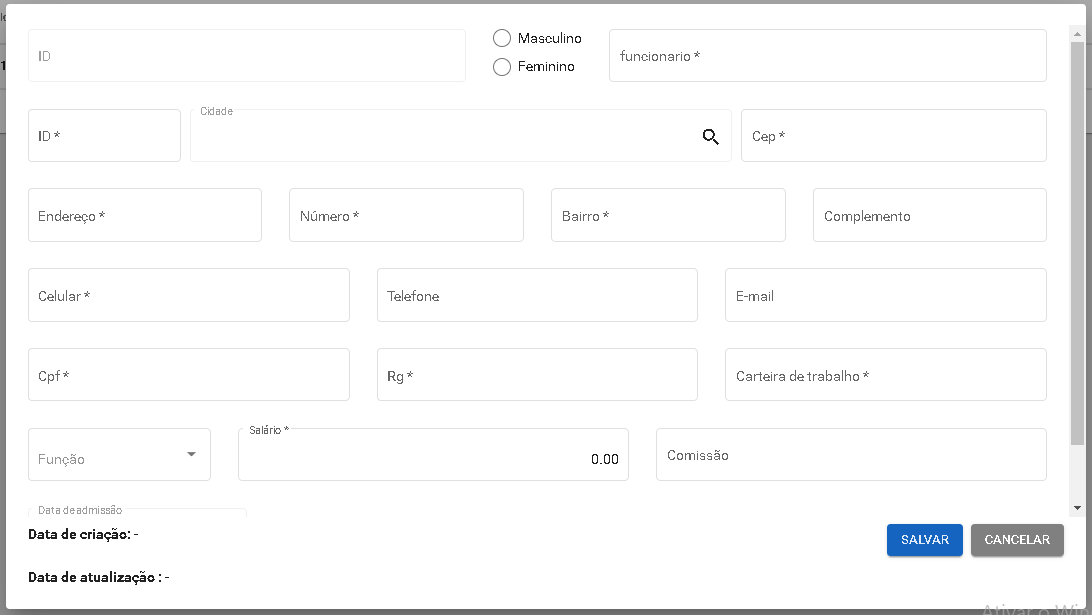 ID
Masculino
Feminino
funcionario *
ID *
Cidade
Cep *
Endereço *
Número *
Bairro *
Complemento
Celular *
Telefone
E-mail
Cpf *
Rg *
Carteira de trabalho *
Função
Salário *
0.00
Comissão
Data de admissão
Data de criação: -
SALVAR
CANCELAR
Data de atualização : -
Ativar o